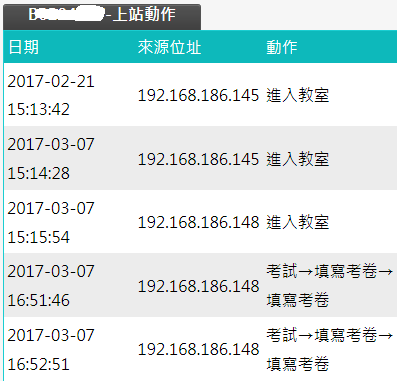 -上站動作
日期 來源位址 動作
2017-02-21
15:13:42 192.168.186.145 進入教室
2017-03-07
15:14:28 192.168.186.145 進入教室
2017-03-07
15:15:54 192.168.186.148 進入教室
2017-03-07
16:51:46 192.168.186.148 考試→填寫考卷→
填寫考卷
2017-03-07
16:52:51 192.168.186.148 考試→填寫考卷→
填寫考卷